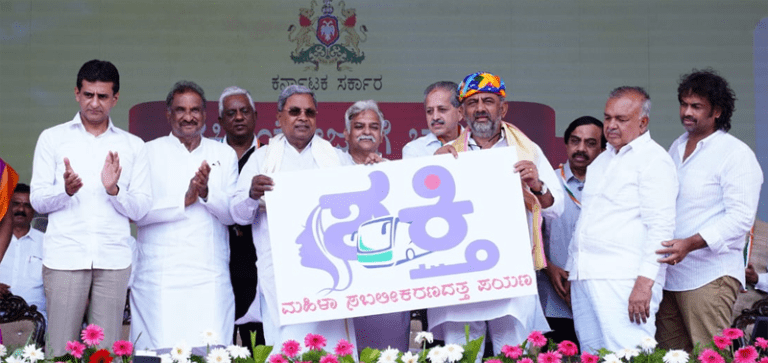 ಕರ್ನಾಟಕ ಸರ್ಕಾರ
ಶಕ್ತಿ
ಮಹಿಳಾ ಸಬಲೀಕರಣದತ್ತ ಪಯಣ